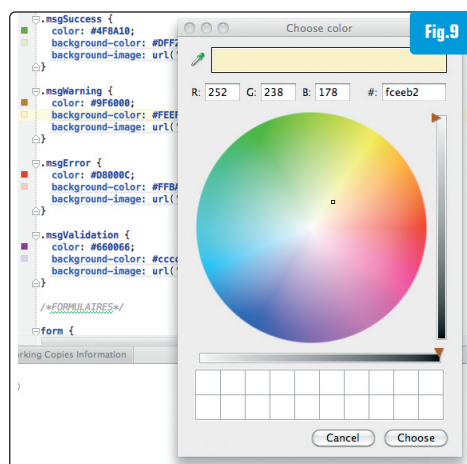 .msgSuccess {
color: #4F8A10;
background-color: #DFF2
background-image: url('
}
.msgWarning {
color: #9F6000;
background-color: #FEEF
background-image: url('
}
.msgError {
color: #D8000C;
background-color: #FFBA
background-image: url('
}
.msgValidation {
color: #660066;
background-color: #cccc
background-image: url('
}
/*FORMULAIRES*/
form {
rking Copies Information
)
Choose color
Fig.9
R: 252 G: 238 B: 178 #: fceeb2
Cancel Choose